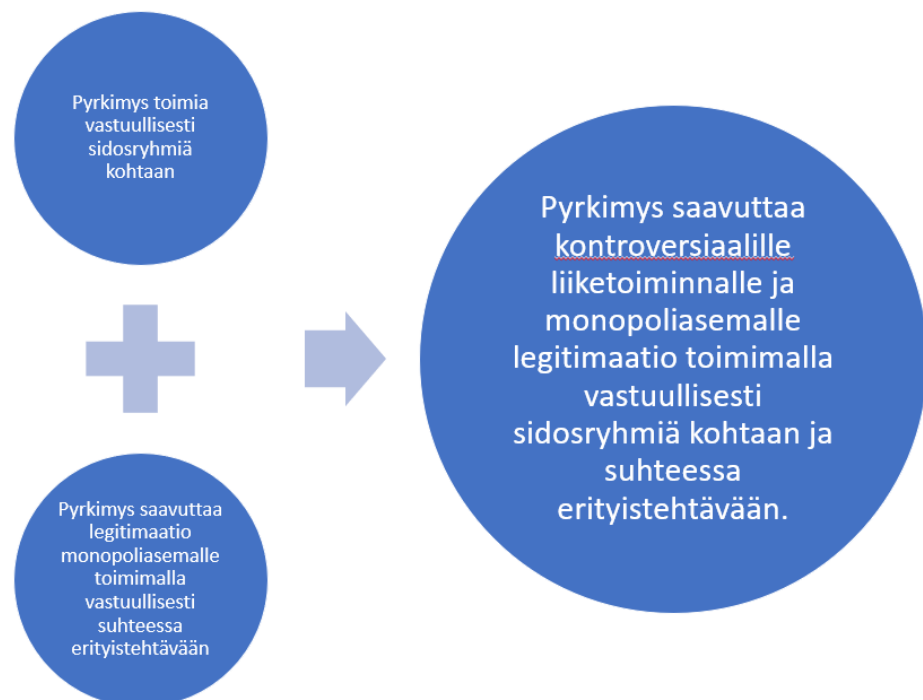 Pyrkimys toimia
vastuullisesti
sidosryhmiä
kohtaan
Pyrkimys saavuttaa
legitimaatio
monopoliasemalle
toimimalla
vastuullisesti
suhteessa
erityistehtävään
Pyrkimys saavuttaa
kontroversiaalille
liiketoiminnalle ja
monopoliasemalle
legitimaatio toimimalla
vastuullisesti
sidosryhmiä kohtaan ja
suhteessa
erityistehtävään.